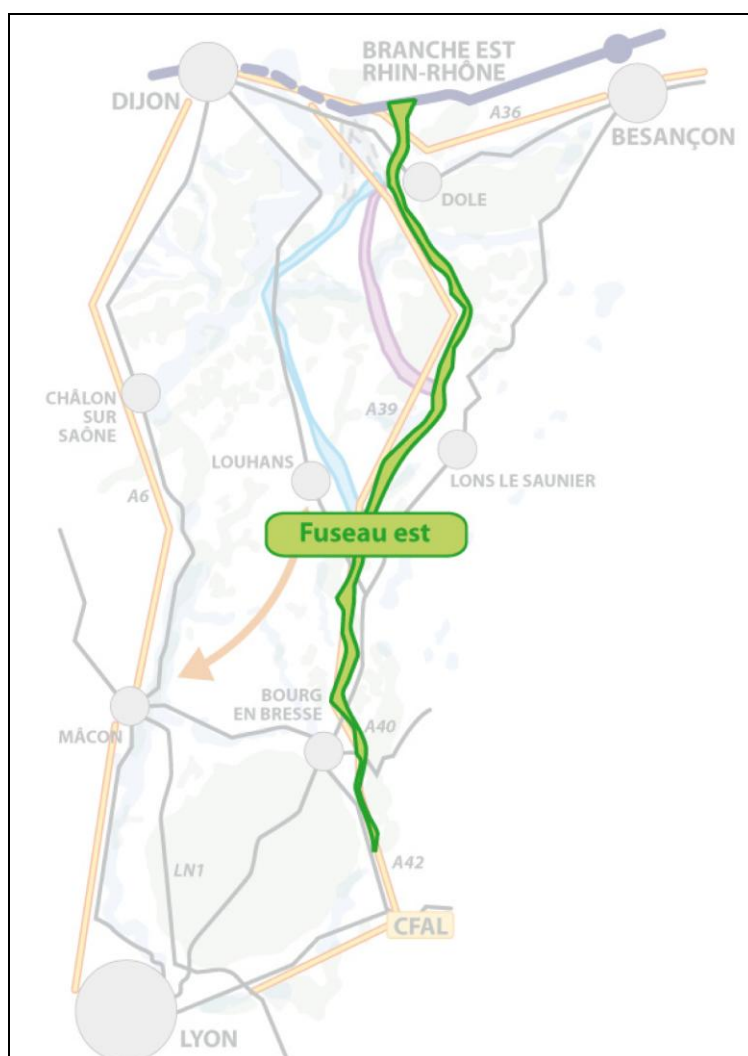 BRANCHE EST
RHIN-RHÔNE
DIJON
A36
BESANÇON
DOLE
CHÂLON
SUR
SAÔNE
A39
LOUHANS
LONS LE SAUNIER
A6
Fuseau est
BOURG
EN BRESSE
MÂCON
A40
LN1
A42
CFAL
LYON